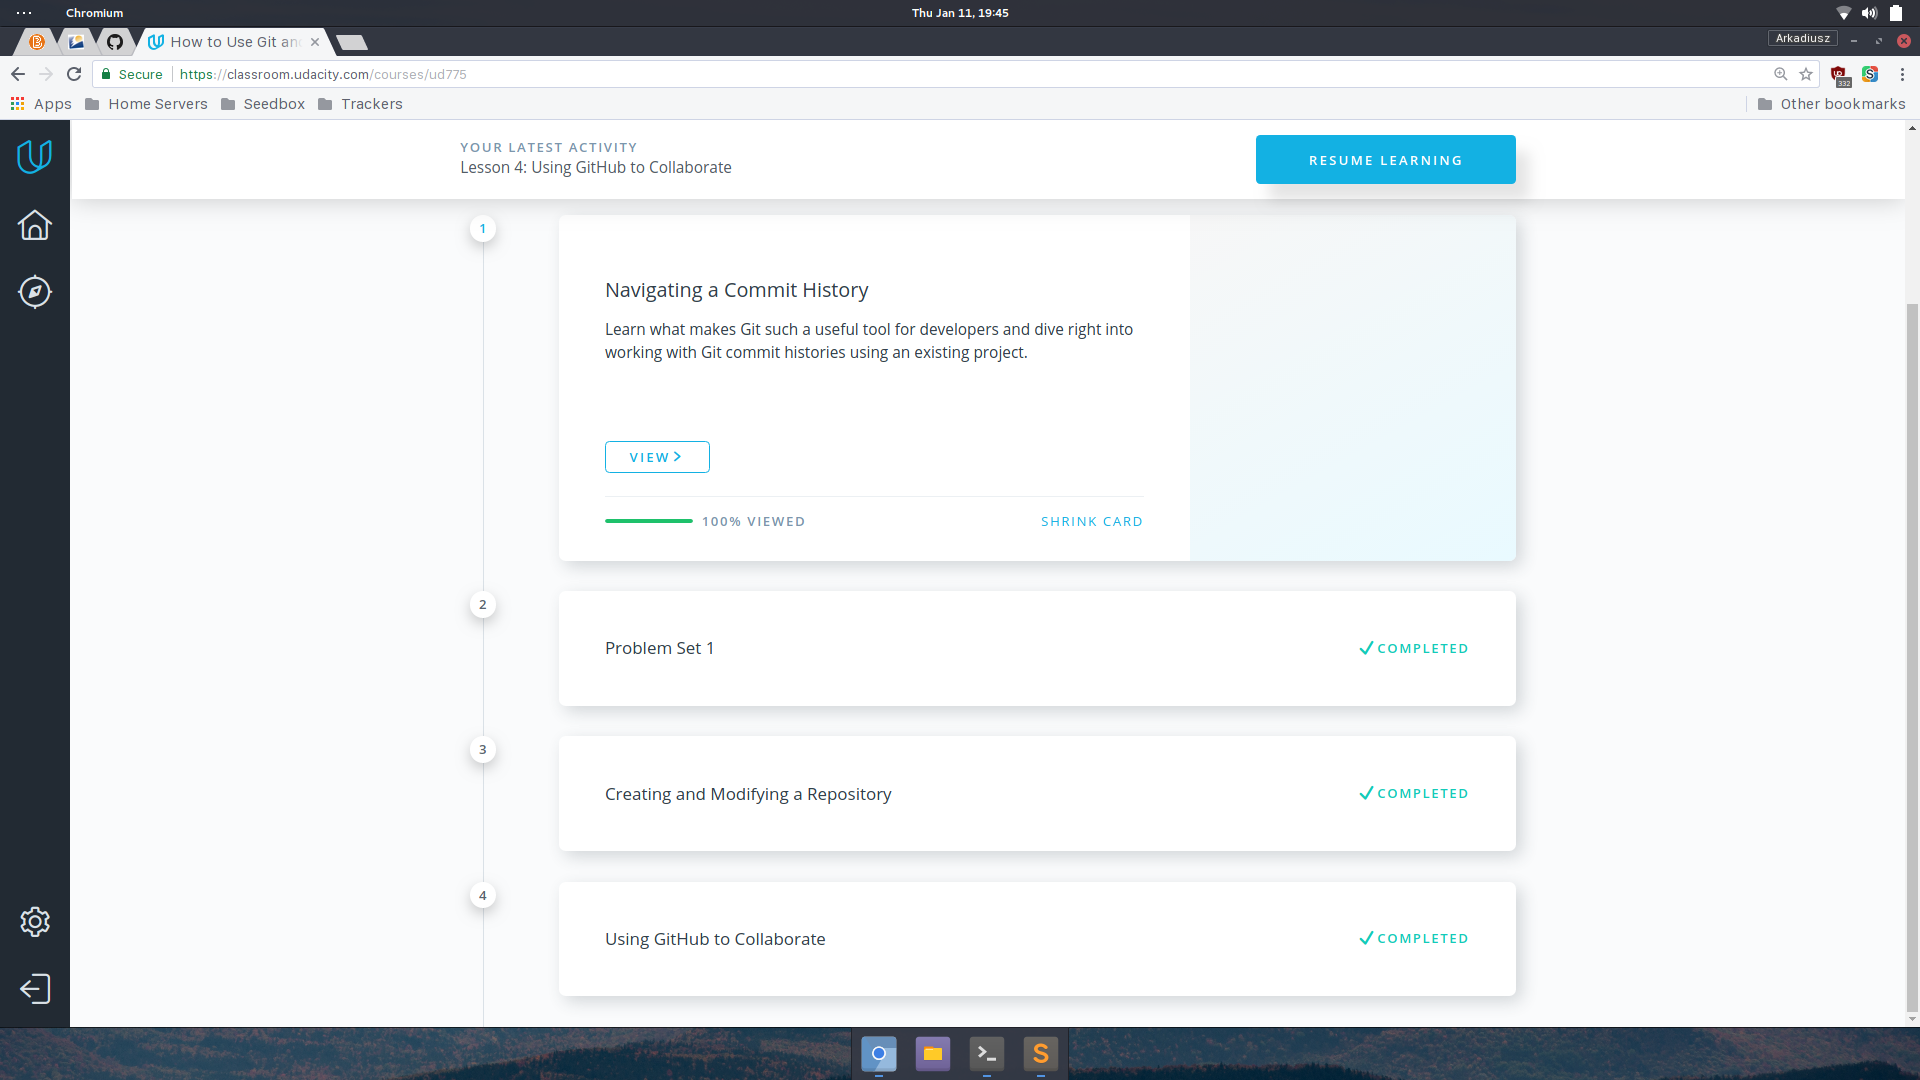 Chromium
Thu Jan 11, 19:45
How to Use Git an
Arkadiusz
Secure
https://classroom.udacity.com/courses/ud775
332
Apps
Home Servers
Seedbox
Trackers
Other bookmarks
YOUR LATEST ACTIVITY
Lesson 4: Using GitHub to Collaborate
RESUME LEARNING
1
Navigating a Commit History
Learn what makes Git such a useful tool for developers and dive right into
working with Git commit histories using an existing project.
VIEW
100% VIEWED
SHRINK CARD
2
Problem Set 1
COMPLETED
3
Creating and Modifying a Repository
COMPLETED
4
Using GitHub to Collaborate
COMPLETED